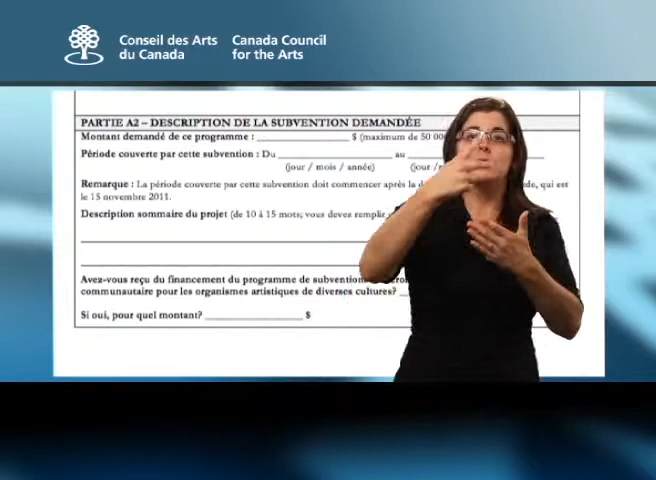 Conseil des Arts
du Canada
Canada Council
for the Arts
PARTIE A2 – DESCRIPTION DE LA SUBVENTION DEMANDÉE
Montant demandé de ce programme : $ (maximum de 50 00
Période couverte par cette subvention : Du au
(jour / mois / année) (jour /
Remarque : La période couverte par cette subvention doit commencer après la de, qui est
le 15 novembre 2011.
Description sommaire du projet (de 10 à 15 mots; vous devez remplir
Avez-vous reçu du financement du programme de subvention
communautaire pour les organismes artistiques de diverses cultures?
Si oui, pour quel montant? $